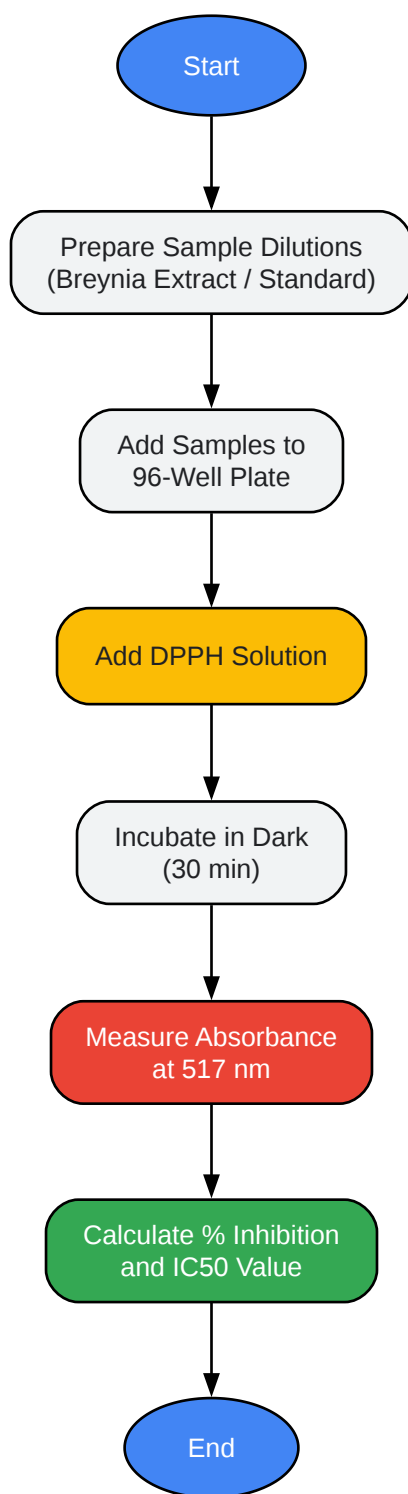 Start
Prepare Sample Dilutions
(Breynia Extract / Standard)
Add Samples to
96-Well Plate
Add DPPH Solution
Incubate in Dark
(30 min)
Measure Absorbance
at 517 nm
Calculate % Inhibition
and IC50 Value
End